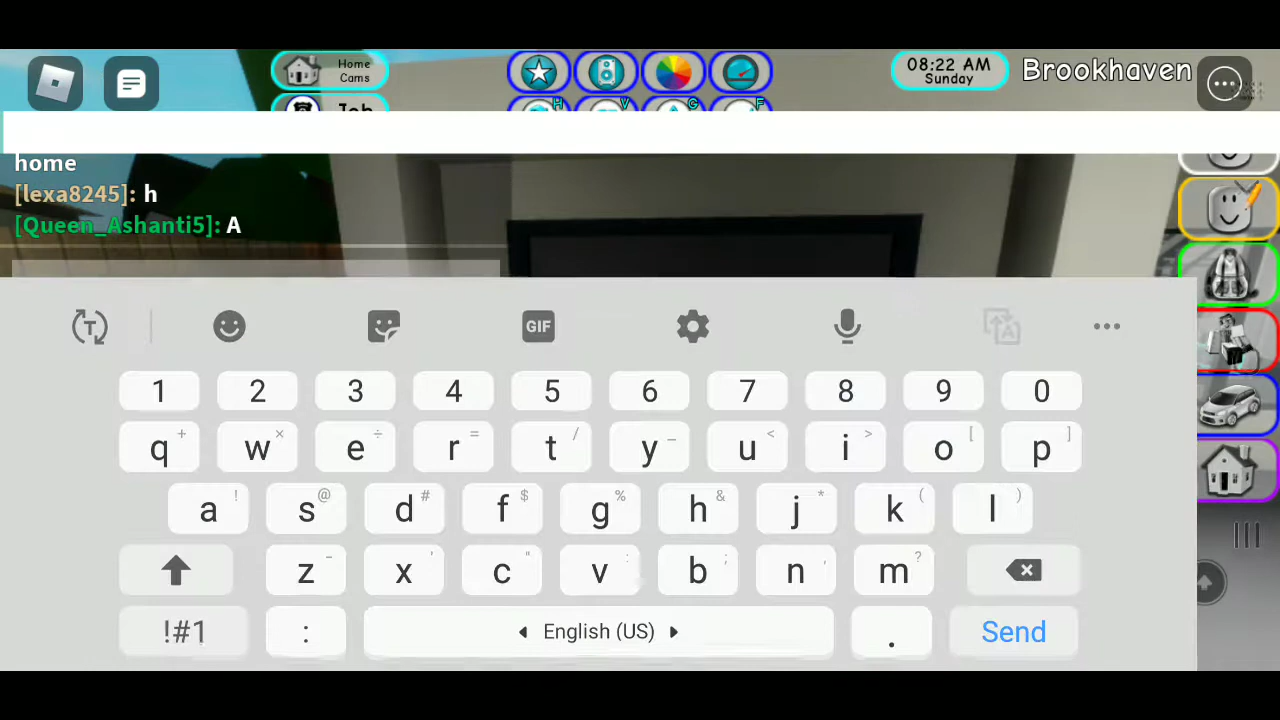 Home
Cams
08:22 AM
Sunday
Brookhaven
Job
H V G F
home
[lexa8245]: h
[Queen_Ashanti5]: A
T GIF A
1 2 3 4 5 6 7 8 9 0
q + w × e ÷ r = t / y _ u < i > o [ p ]
a ! s @ d # f $ g % h & j * k ( l )
z - x ' c " v : b ; n , m ?
!#1 : English (US) . Send